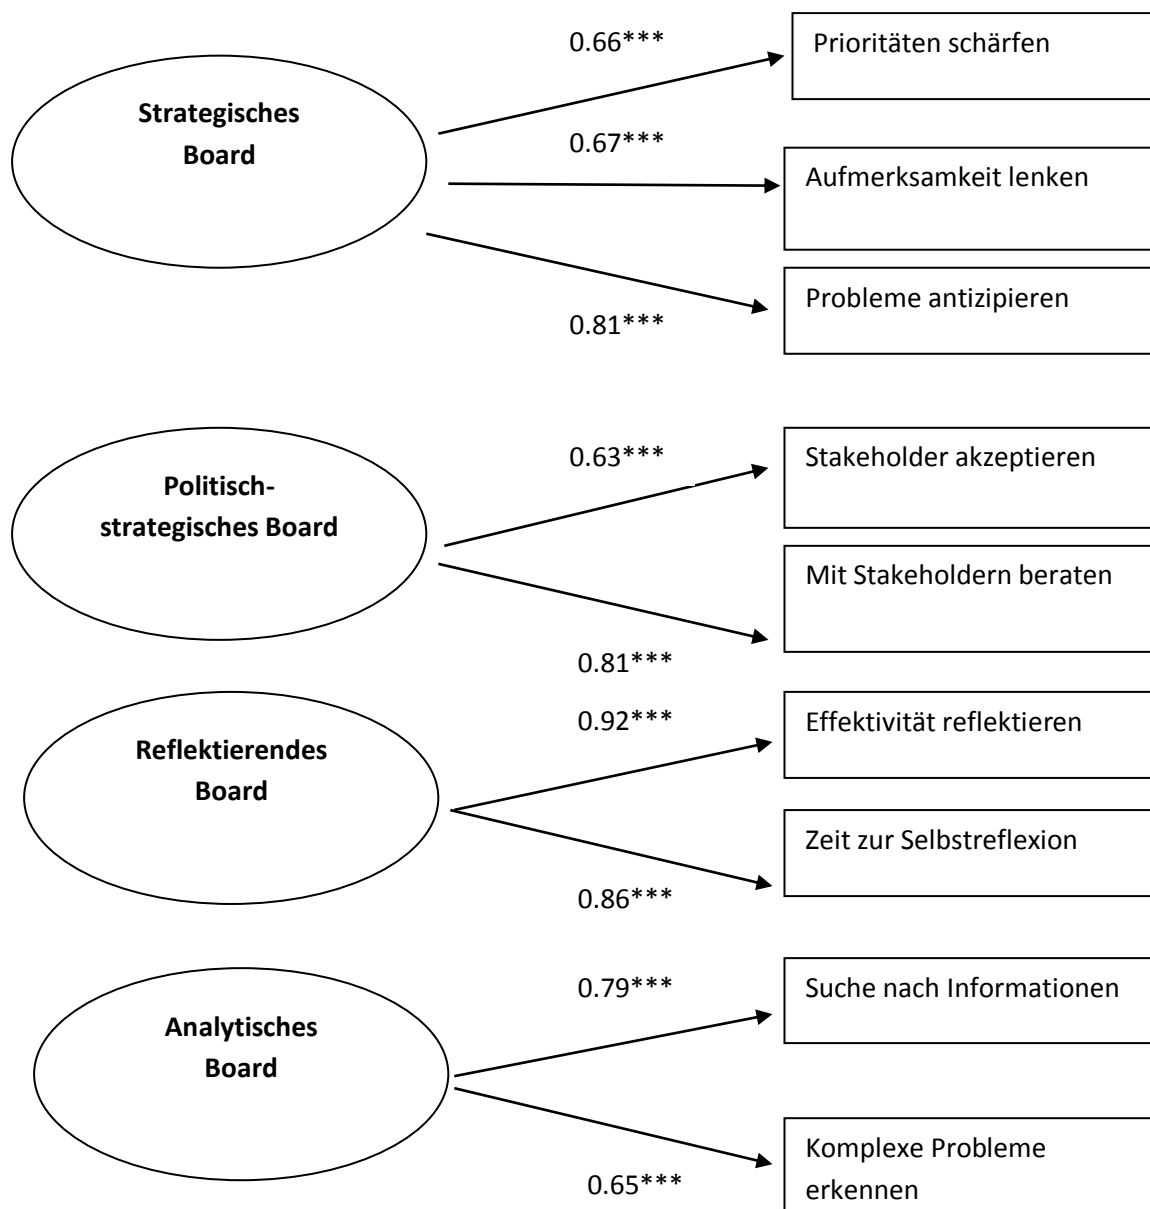 0.66***
Prioritäten schärfen
Strategisches
Board
0.67***
Aufmerksamkeit lenken
0.81***
Probleme antizipieren
0.63***
Stakeholder akzeptieren
Politisch-
strategisches Board
Mit Stakeholdern beraten
0.81***
0.92***
Effektivität reflektieren
Reflektierendes
Board
Zeit zur Selbstreflexion
0.86***
0.79***
Suche nach Informationen
Analytisches
Board
Komplexe Probleme
erkennen
0.65***